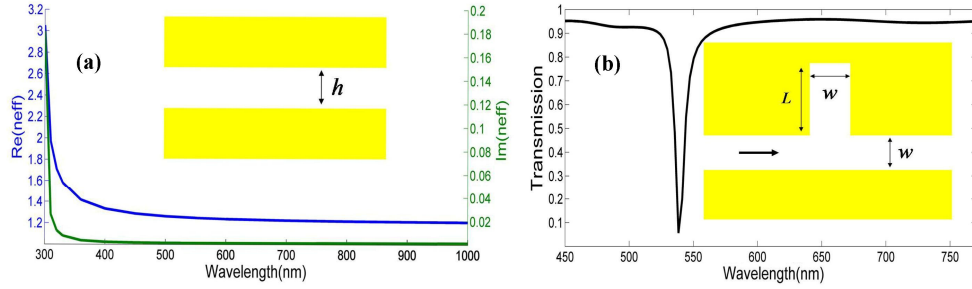 (a)
h
Re(neff)
3.2
3
2.8
2.6
2.4
2.2
2
1.8
1.6
1.4
1.2
0.2
0.18
0.16
0.14
0.12
0.1
0.08
0.06
0.04
0.02
Im(neff)
300 400 500 600 700 800 900 1000
Wavelength(nm)
(b)
L
w
w
Transmission
1
0.9
0.8
0.7
0.6
0.5
0.4
0.3
0.2
0.1
450 500 550 600 650 700 750
Wavelength(nm)